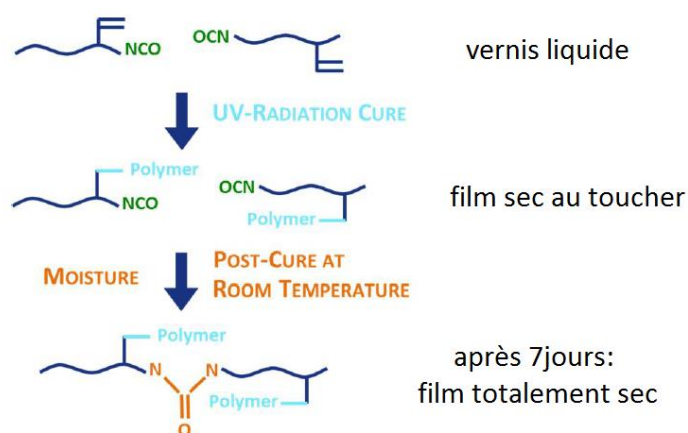 NCO
OCN
vernis liquide
UV-RADIATION CURE
Polymer
NCO
OCN
Polymer
film sec au toucher
MOISTURE
POST-CURE AT
ROOM TEMPERATURE
Polymer
N
N
O
Polymer
après 7jours:
film totalement sec